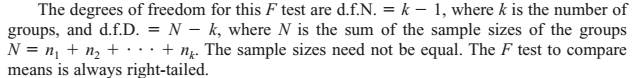 The degrees of freedom for this F test are d.f.N. = k − 1, where k is the number of
groups, and d.f.D. = N − k, where N is the sum of the sample sizes of the groups
N = n₁ + n₂ + · · · + nₖ. The sample sizes need not be equal. The F test to compare
means is always right-tailed.